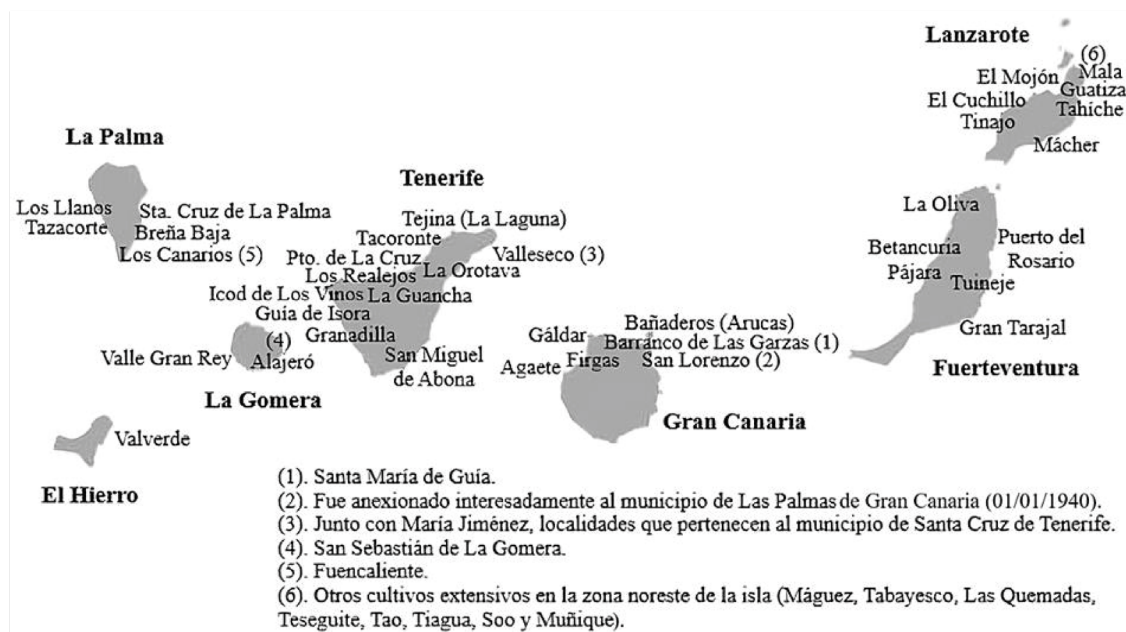 Lanzarote
(6)
El Mojón
Mala
Guatiza
El Cuchillo
Tahíche
Tinajo
Mácher
La Palma
Los Llanos
Tazacorte
Sta. Cruz de La Palma
Breña Baja
Los Canarios (5)
Tenerife
Tejina (La Laguna)
Tacoronte
Valleseco (3)
Pto. de La Cruz
La Orotava
Los Realejos
Icod de Los Vinos
La Guancha
Guía de Isora
Granadilla
San Miguel
de Abona
(4)
Valle Gran Rey
Alajeró
La Gomera
Valverde
El Hierro
Gáldar
Bañaderos (Arucas)
Barranco de Las Garzas (1)
Agaete
Firgas
San Lorenzo (2)
Gran Canaria
La Oliva
Betancuria
Puerto del
Rosario
Pájara
Tuineje
Gran Tarajal
Fuerteventura
(1). Santa María de Guía.
(2). Fue anexionado interesadamente al municipio de Las Palmas de Gran Canaria (01/01/1940).
(3). Junto con María Jiménez, localidades que pertenecen al municipio de Santa Cruz de Tenerife.
(4). San Sebastián de La Gomera.
(5). Fuencaliente.
(6). Otros cultivos extensivos en la zona noreste de la isla (Máguez, Tabayesco, Las Quemadas,
Teseguite, Tao, Tiagua, Soo y Muñique).